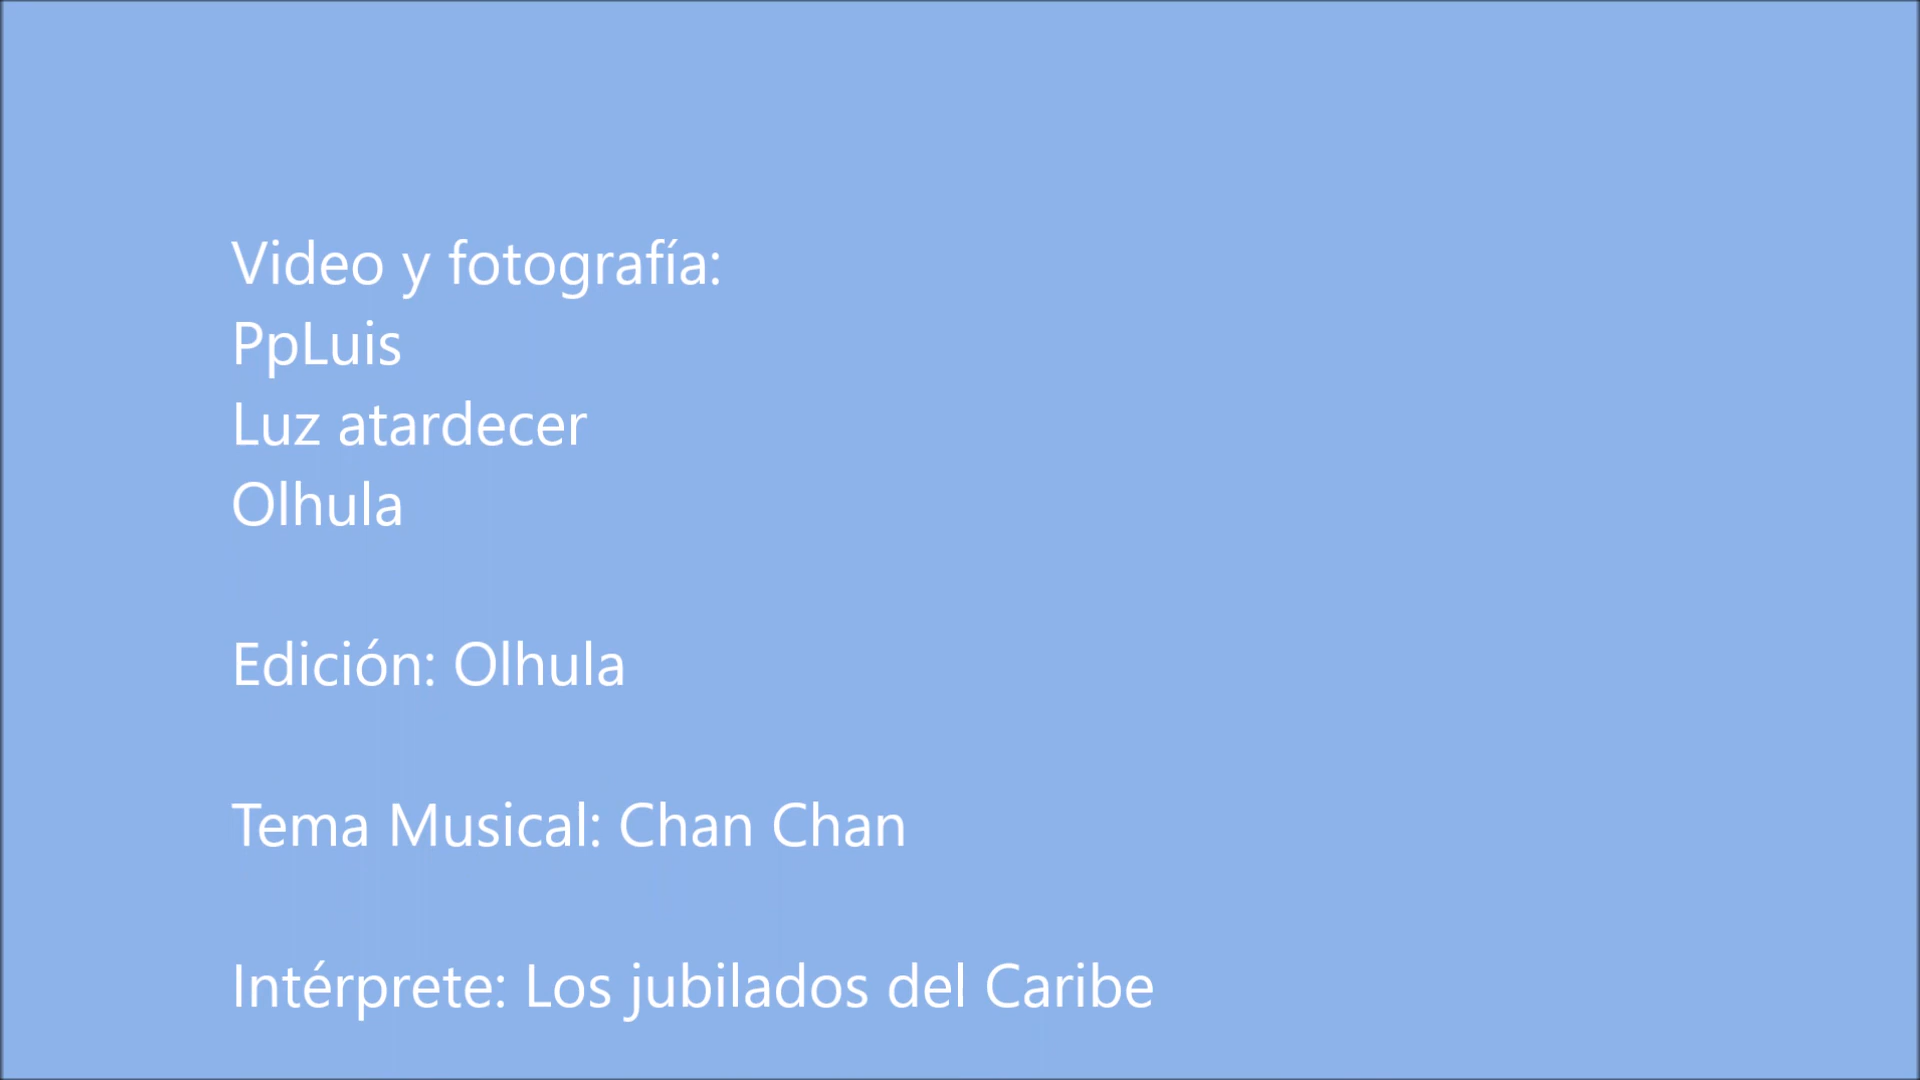 Video y fotografía:
PpLuis
Luz atardecer
Olhula
Edición: Olhula
Tema Musical: Chan Chan
Intérprete: Los jubilados del Caribe